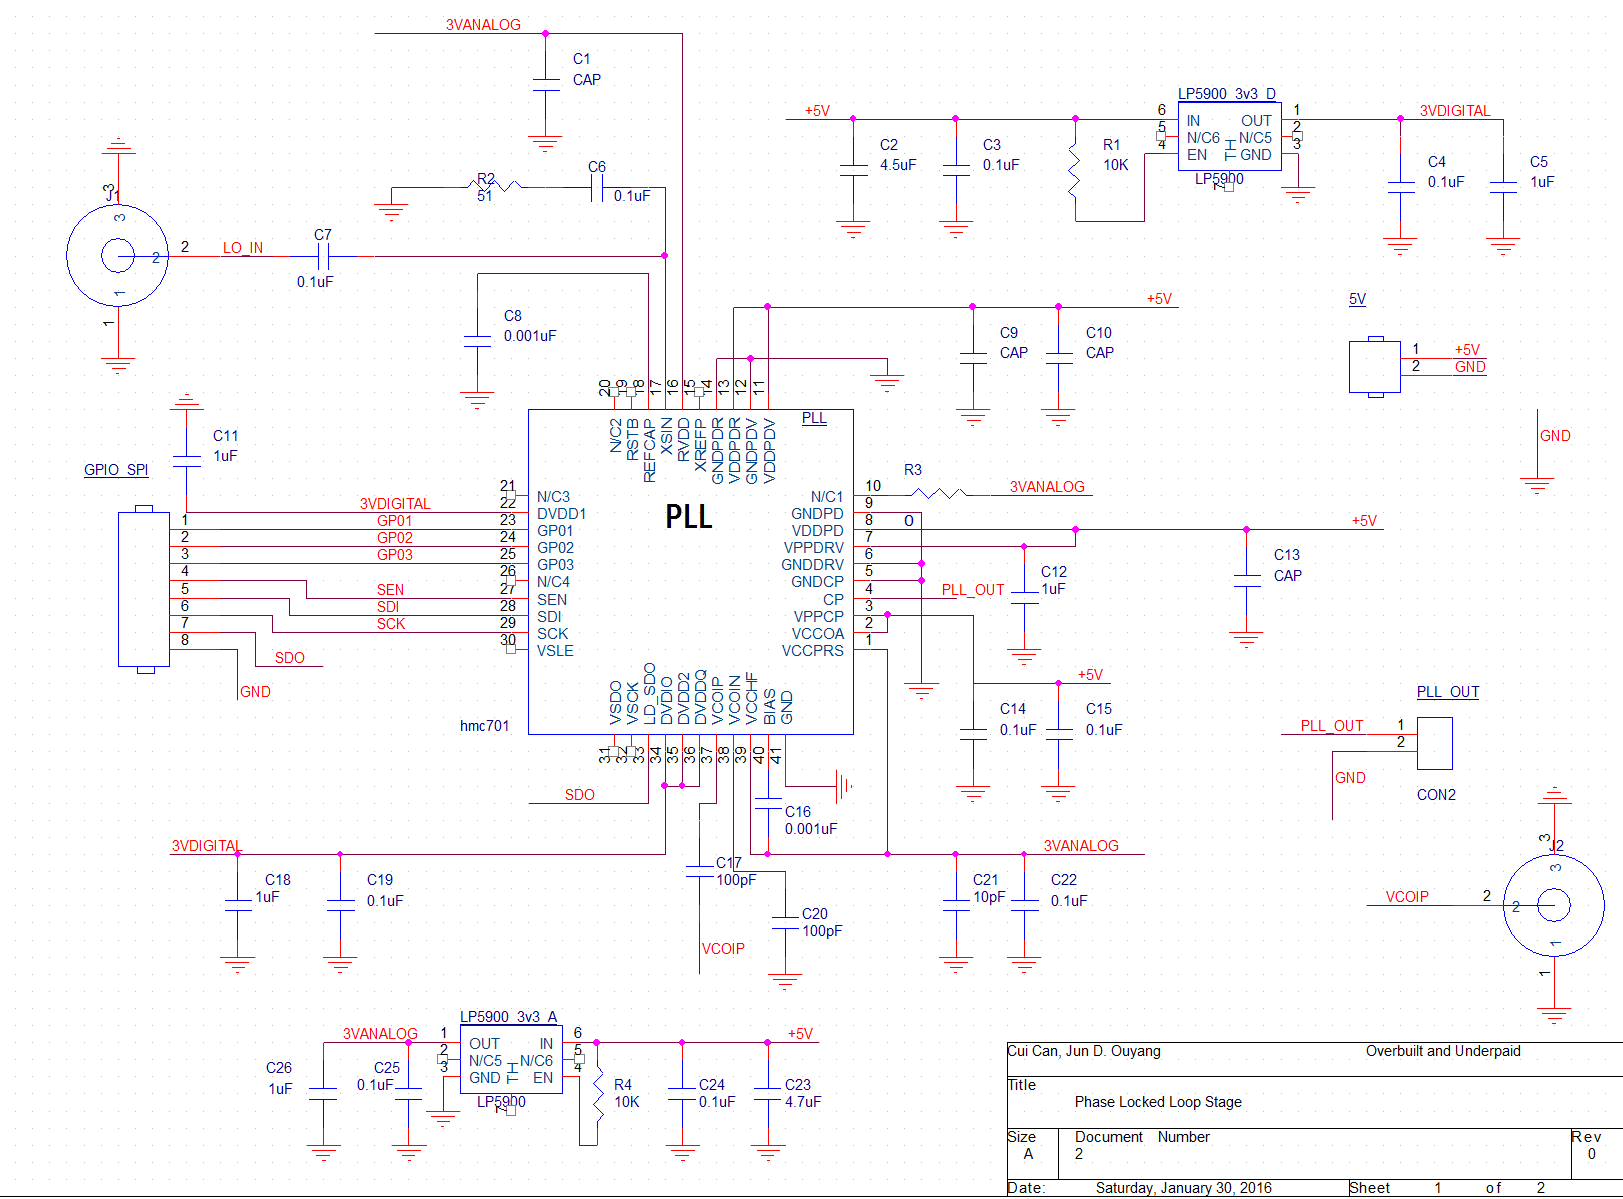 3VANALOG
C1
CAP
LP5900_3v3_D
+5V
6
IN
OUT
1
3VDIGITAL
5
N/C6
N/C5
2
4
EN
GND
3
TH
LP5900
7
C2
4.5uF
C3
0.1uF
R1
10K
C4
0.1uF
C5
1uF
R2
51
C6
0.1uF
3
J1
3
2
2
LO_IN
C7
0.1uF
1
1
C8
0.001uF
+5V
C9
CAP
C10
CAP
5V
1
+5V
2
GND
GND
C11
1uF
GPIO_SPI
20
19
18
17
16
15
14
13
12
11
N/C2
RSTB
REFCAP
XSIN
RVDD
XREFP
GNDPDR
VDDPDR
GNDPDV
VDDPDV
PLL
PLL
3VDIGITAL
1
GP01
2
GP02
3
GP03
4
5
SEN
6
SDI
7
SCK
8
SDO
GND
21
N/C3
22
DVDD1
23
GP01
24
GP02
25
GP03
26
N/C4
27
SEN
28
SDI
29
SCK
30
VSLE
N/C1
10
GNDPD
9
VDDPD
8
VPPDRV
7
GNDDRV
6
GNDCP
5
CP
4
VPPCP
3
VCCOA
2
VCCPRS
1
R3
0
3VANALOG
+5V
C13
CAP
C12
1uF
PLL_OUT
+5V
C14
0.1uF
C15
0.1uF
VSDO
VSCK
LD_SDO
DVDIO
DVDD2
DVDDQ
VCOIP
VCOIN
VCCHF
BIAS
GND
31
32
33
34
35
36
37
38
39
40
41
hmc701
SDO
C16
0.001uF
3VDIGITAL
C18
1uF
C19
0.1uF
C17
100pF
C20
100pF
VCOIP
3VANALOG
C21
10pF
C22
0.1uF
PLL_OUT
PLL_OUT
1
2
GND
CON2
3
J2
3
VCOIP
2
2
1
1
LP5900_3v3_A
3VANALOG
1
OUT
IN
6
+5V
2
N/C5
N/C6
5
3
GND
EN
4
TH
LP5900
7
C26
1uF
C25
0.1uF
R4
10K
C24
0.1uF
C23
4.7uF
Cui Can, Jun D. Ouyang
Overbuilt and Underpaid
Title
Phase Locked Loop Stage
Size
A
Document Number
2
Rev
0
Date:
Saturday, January 30, 2016
Sheet
1
of
2